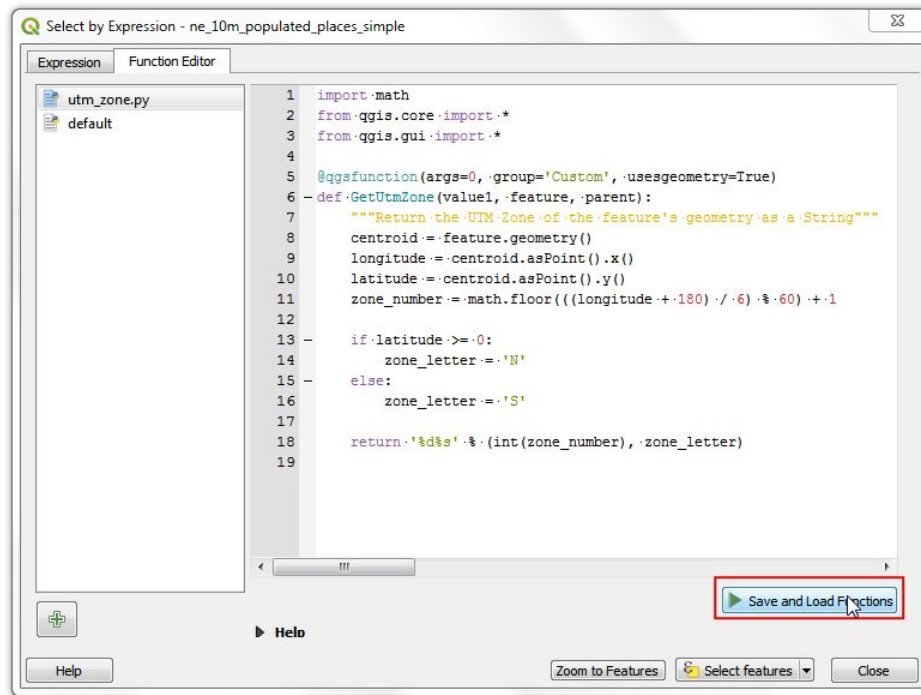 Select by Expression - ne_10m_populated_places_simple
Expression
Function Editor
utm_zone.py
default
1 import math
2 from qgis.core import *
3 from qgis.gui import *
4
5 @qgsfunction(args=0, group='Custom', usesgeometry=True)
6 def GetUtmZone(value1, feature, parent):
7 """Return the UTM Zone of the feature's geometry as a String"""
8 centroid = feature.geometry()
9 longitude = centroid.asPoint().x()
10 latitude = centroid.asPoint().y()
11 zone_number = math.floor(((longitude + 180) / 6) % 60) + 1
12
13 if latitude >= 0:
14 zone_letter = 'N'
15 else:
16 zone_letter = 'S'
17
18 return '%d%s' % (int(zone_number), zone_letter)
19
Save and Load Functions
Help
Help
Zoom to Features
Select features
Close